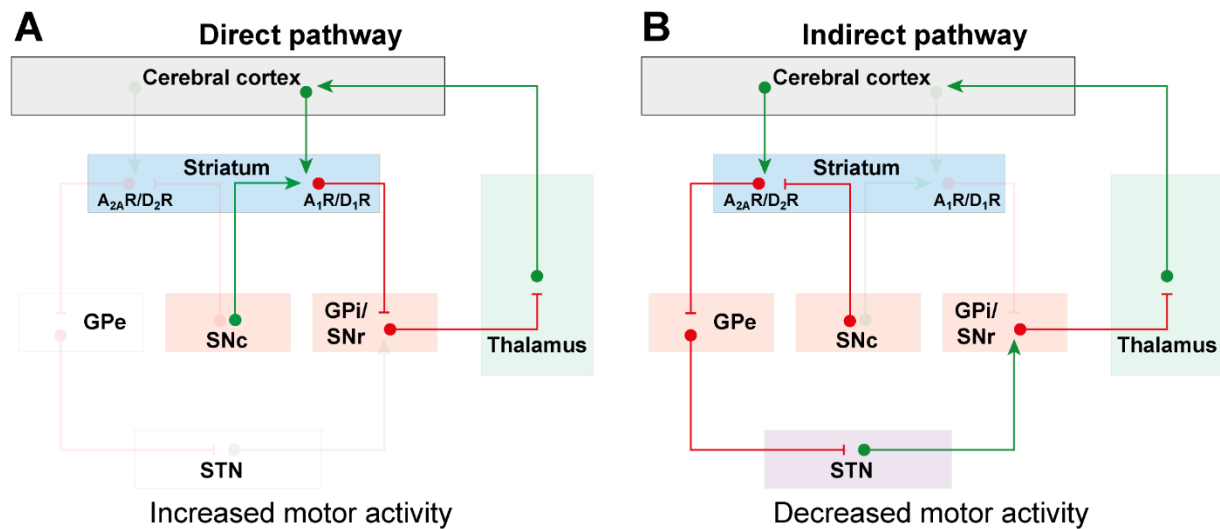 A
Direct pathway
Cerebral cortex
Striatum
A2AR/D2R
A1R/D1R
GPe
SNc
GPi/
SNr
Thalamus
STN
Increased motor activity
B
Indirect pathway
Cerebral cortex
Striatum
A2AR/D2R
A1R/D1R
GPe
SNc
GPi/
SNr
Thalamus
STN
Decreased motor activity